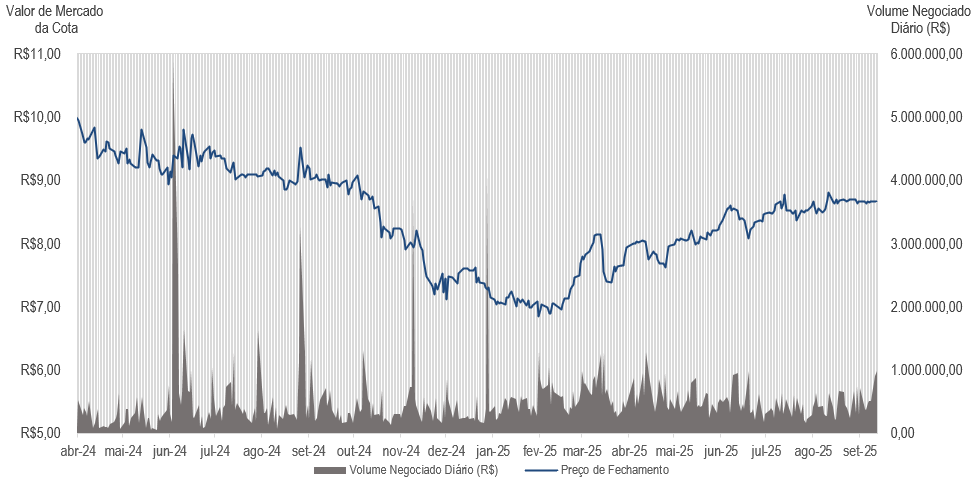 Valor de Mercado
da Cota
Volume Negociado
Diário (R$)
R$11,00
6.000.000,00
R$10,00
5.000.000,00
R$9,00
4.000.000,00
R$8,00
3.000.000,00
R$7,00
2.000.000,00
R$6,00
1.000.000,00
R$5,00
0,00
abr-24 mai-24 jun-24 jul-24 ago-24 set-24 out-24 nov-24 dez-24 jan-25 fev-25 mar-25 abr-25 mai-25 jun-25 jul-25 ago-25 set-25
Volume Negociado Diário (R$) Preço de Fechamento